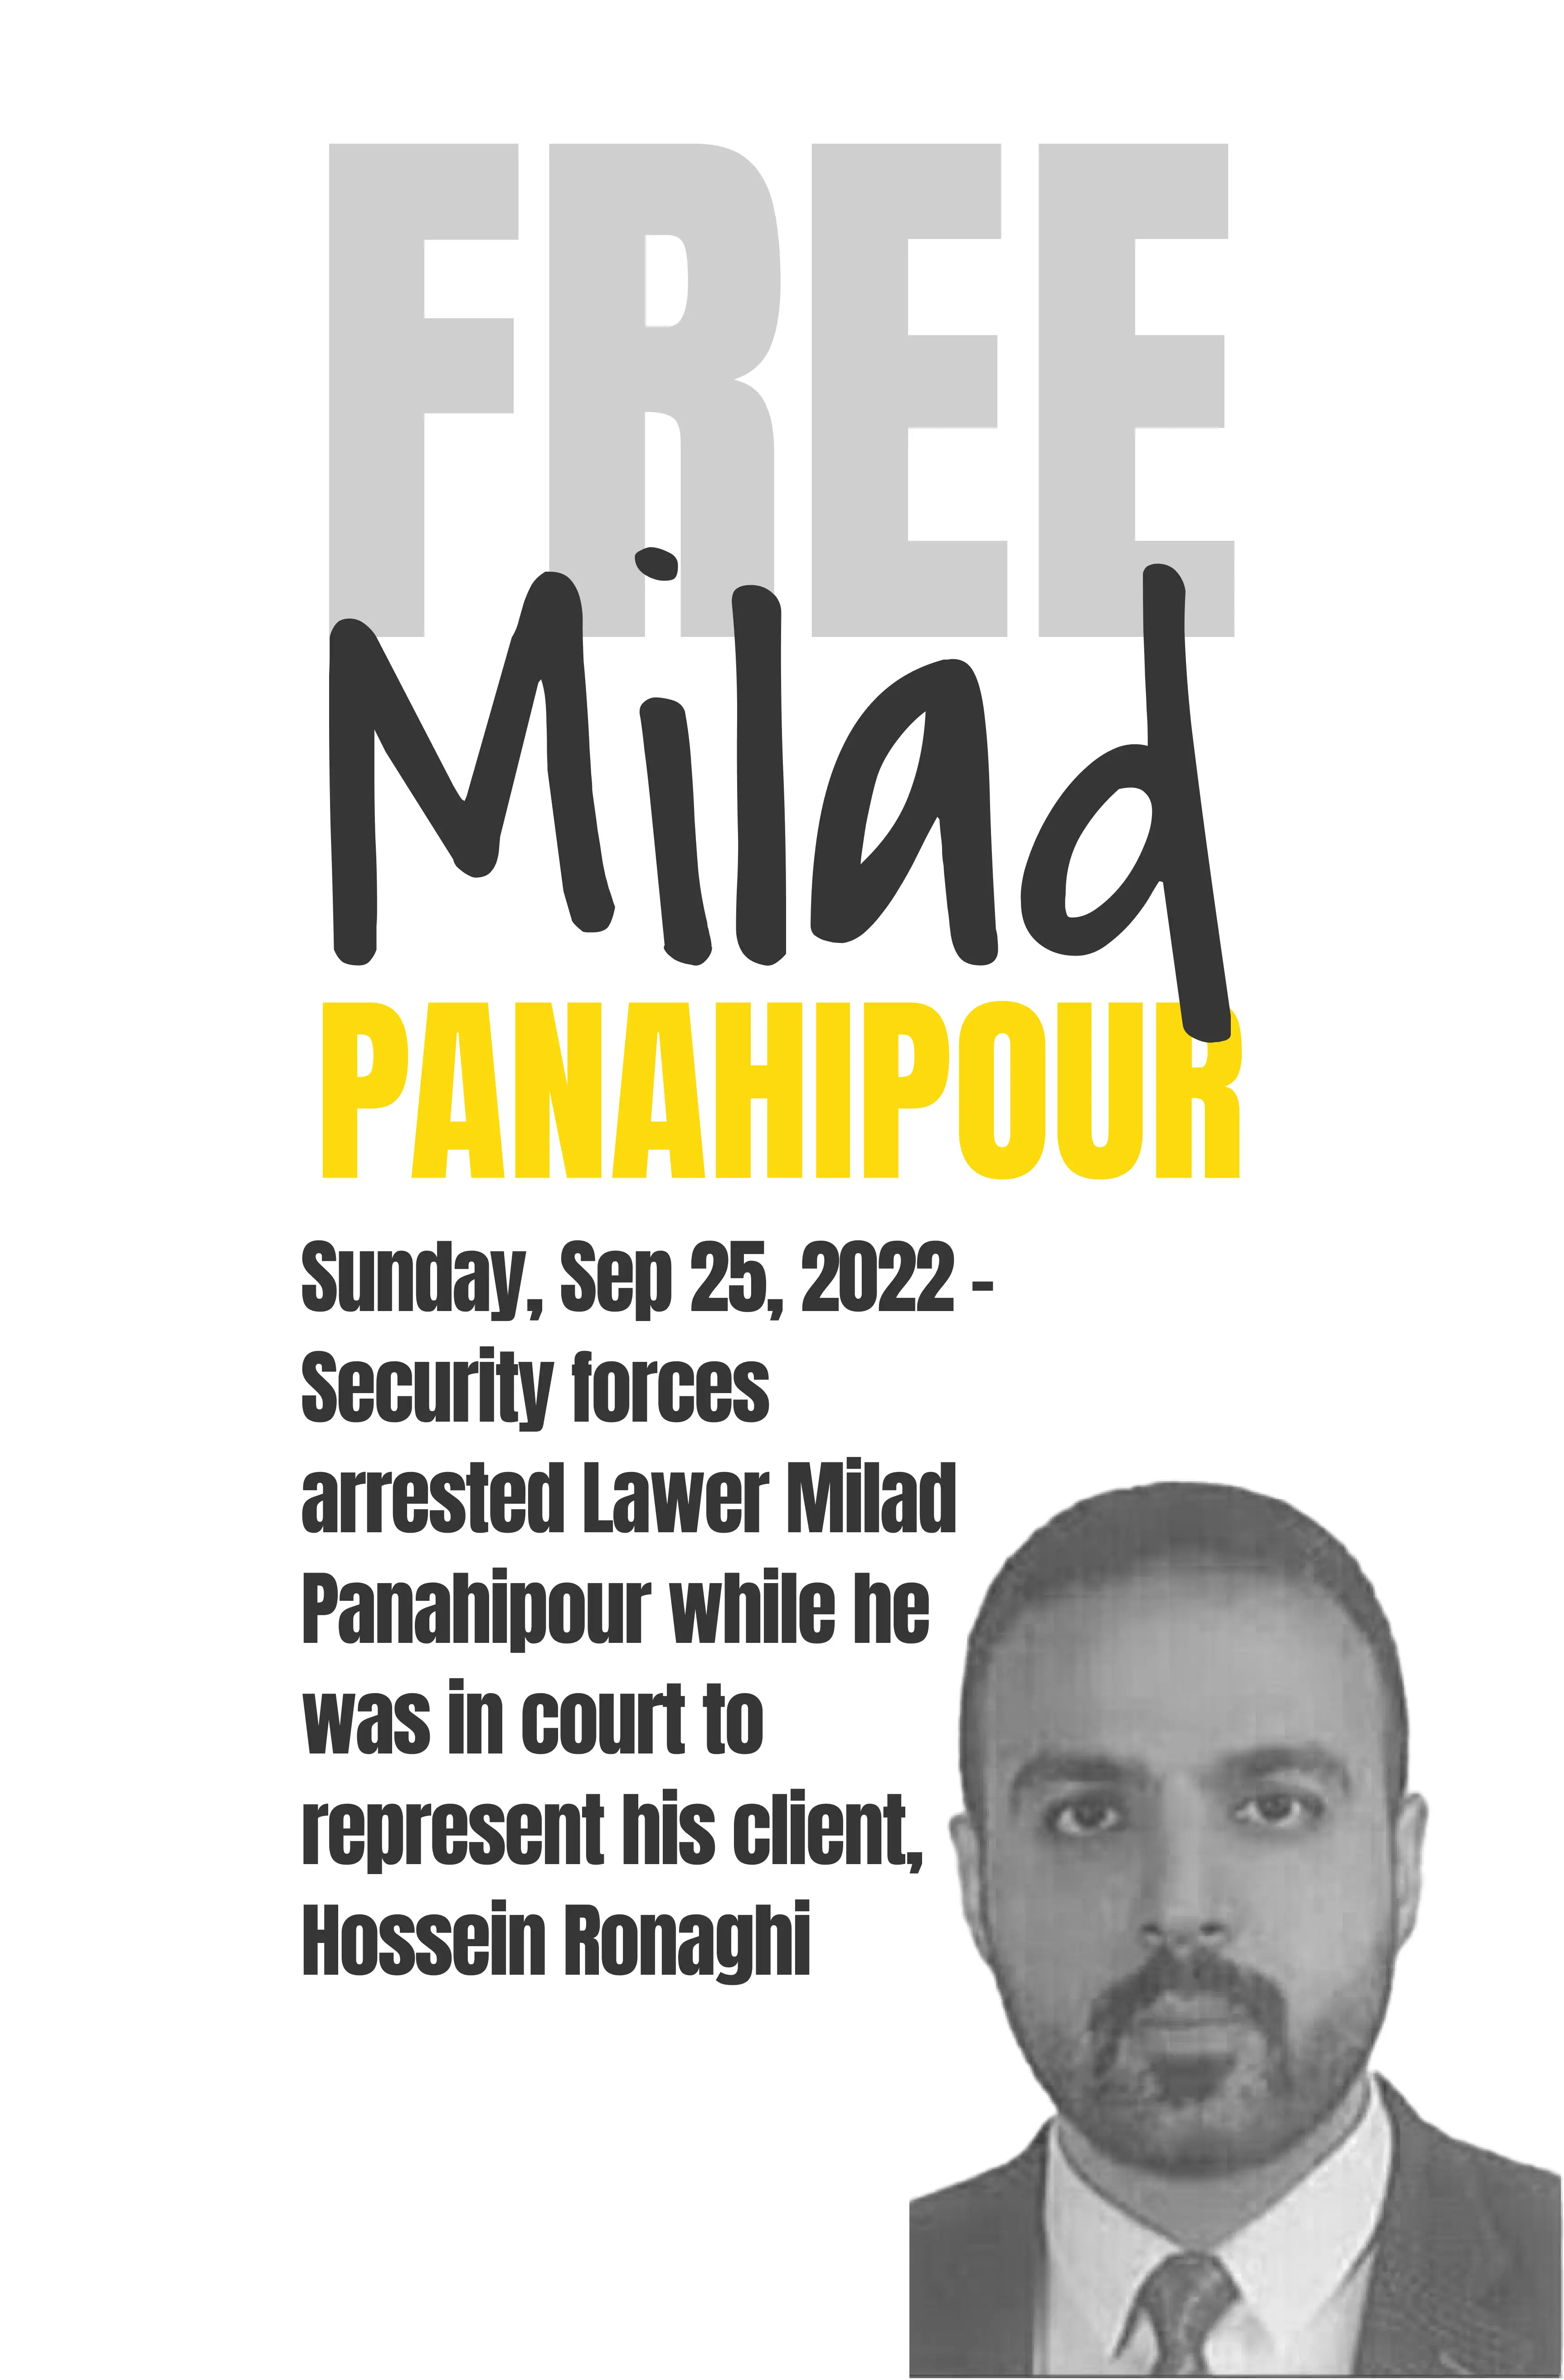 FREE
Milad
PANAHIPOUR
Sunday, Sep 25, 2022 -
Security forces
arrested Lawer Milad
Panahipour while he
was in court to
represent his client,
Hossein Ronaghi